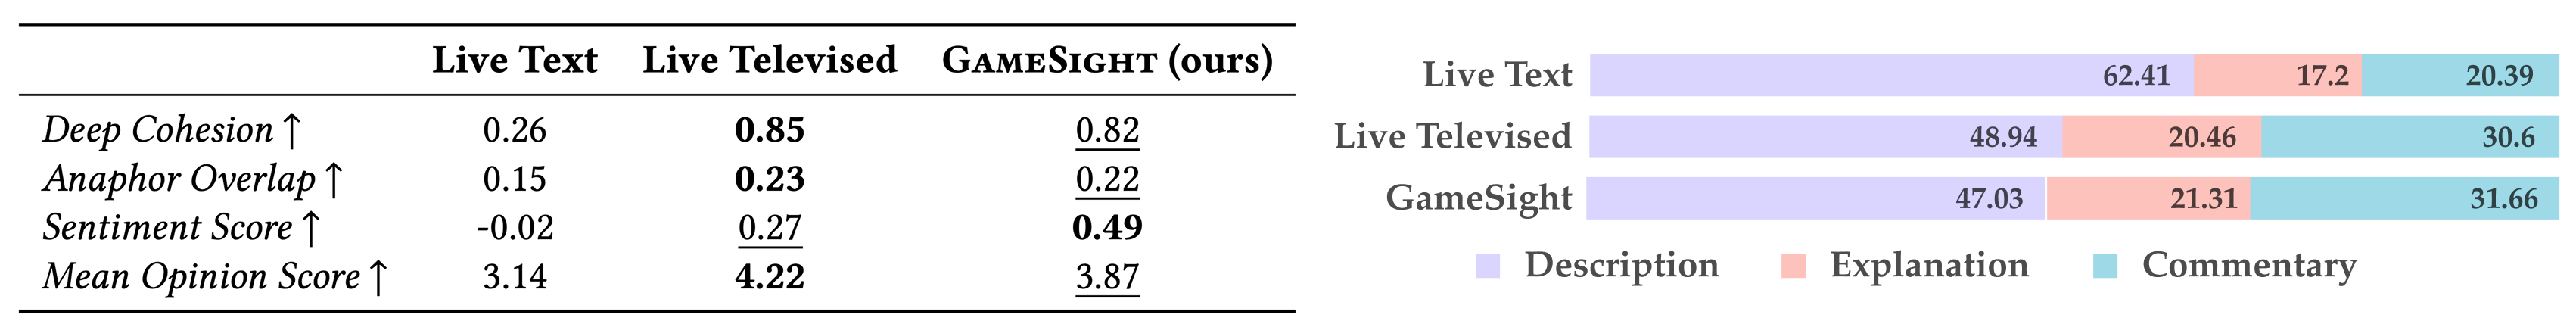 Live Text Live Televised GAMESIGHT (ours)
Deep Cohesion ↑ 0.26 0.85 0.82
Anaphor Overlap ↑ 0.15 0.23 0.22
Sentiment Score ↑ -0.02 0.27 0.49
Mean Opinion Score ↑ 3.14 4.22 3.87
Live Text 62.41 17.2 20.39
Live Televised 48.94 20.46 30.6
GameSight 47.03 21.31 31.66
Description Explanation Commentary